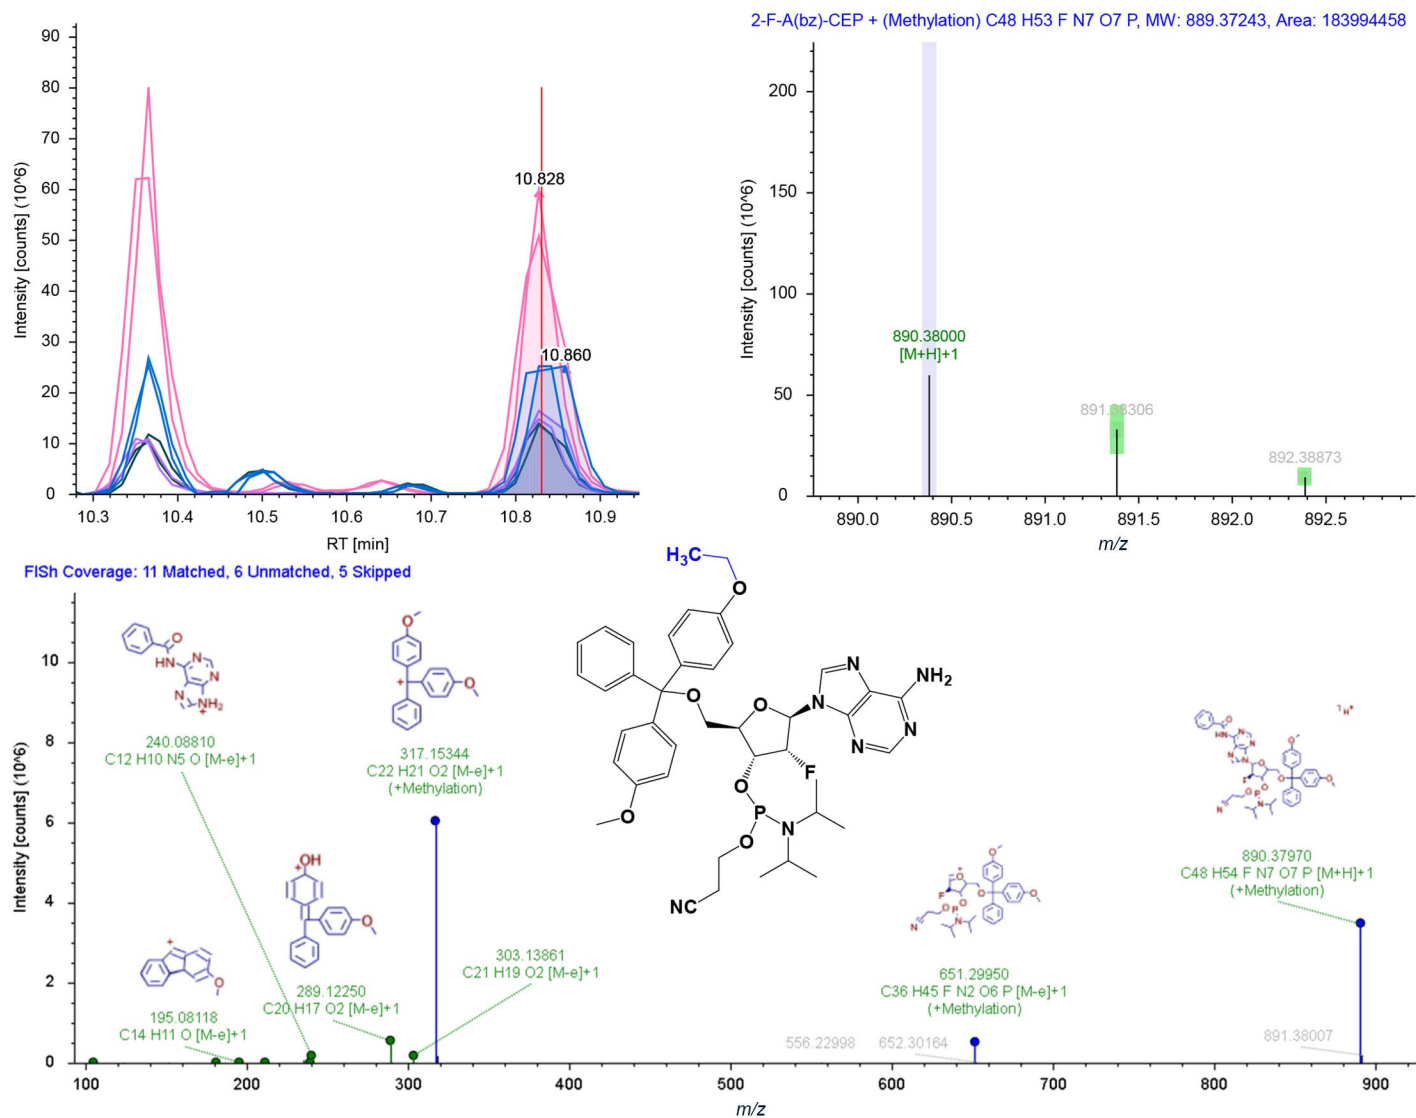 2-F-A(bz)-CEP + (Methylation) C48 H53 F N7 O7 P, MW: 889.37243, Area: 183994458
Intensity [counts] (10^6)
90
80
70
60
50
40
30
20
10
0
10.828
10.860
10.3 10.4 10.5 10.6 10.7 10.8 10.9
RT [min]
Intensity [counts] (10^6)
200
150
100
50
0
890.38000
[M+H]+1
891.38306
892.38873
890.0 890.5 891.0 891.5 892.0 892.5
m/z
FISh Coverage: 11 Matched, 6 Unmatched, 5 Skipped
Intensity [counts] (10^6)
10
8
6
4
2
0
O
HN
N
N
N
NH2
+
240.08810
C12 H10 N5 O [M-e]+1
O
+
O
317.15344
C22 H21 O2 [M-e]+1
(+Methylation)
+OH
O
289.12250
C20 H17 O2 [M-e]+1
+
O
195.08118
C14 H11 O [M-e]+1
303.13861
C21 H19 O2 [M-e]+1
H3C
O
O
O
N
N
NH2
N
N
F
O
P
N
O
O
NC
651.29950
C36 H45 F N2 O6 P [M-e]+1
(+Methylation)
556.22998 652.30164
890.37970
C48 H54 F N7 O7 P [M+H]+1
(+Methylation)
891.38007
100 200 300 400 500 600 700 800 900
m/z